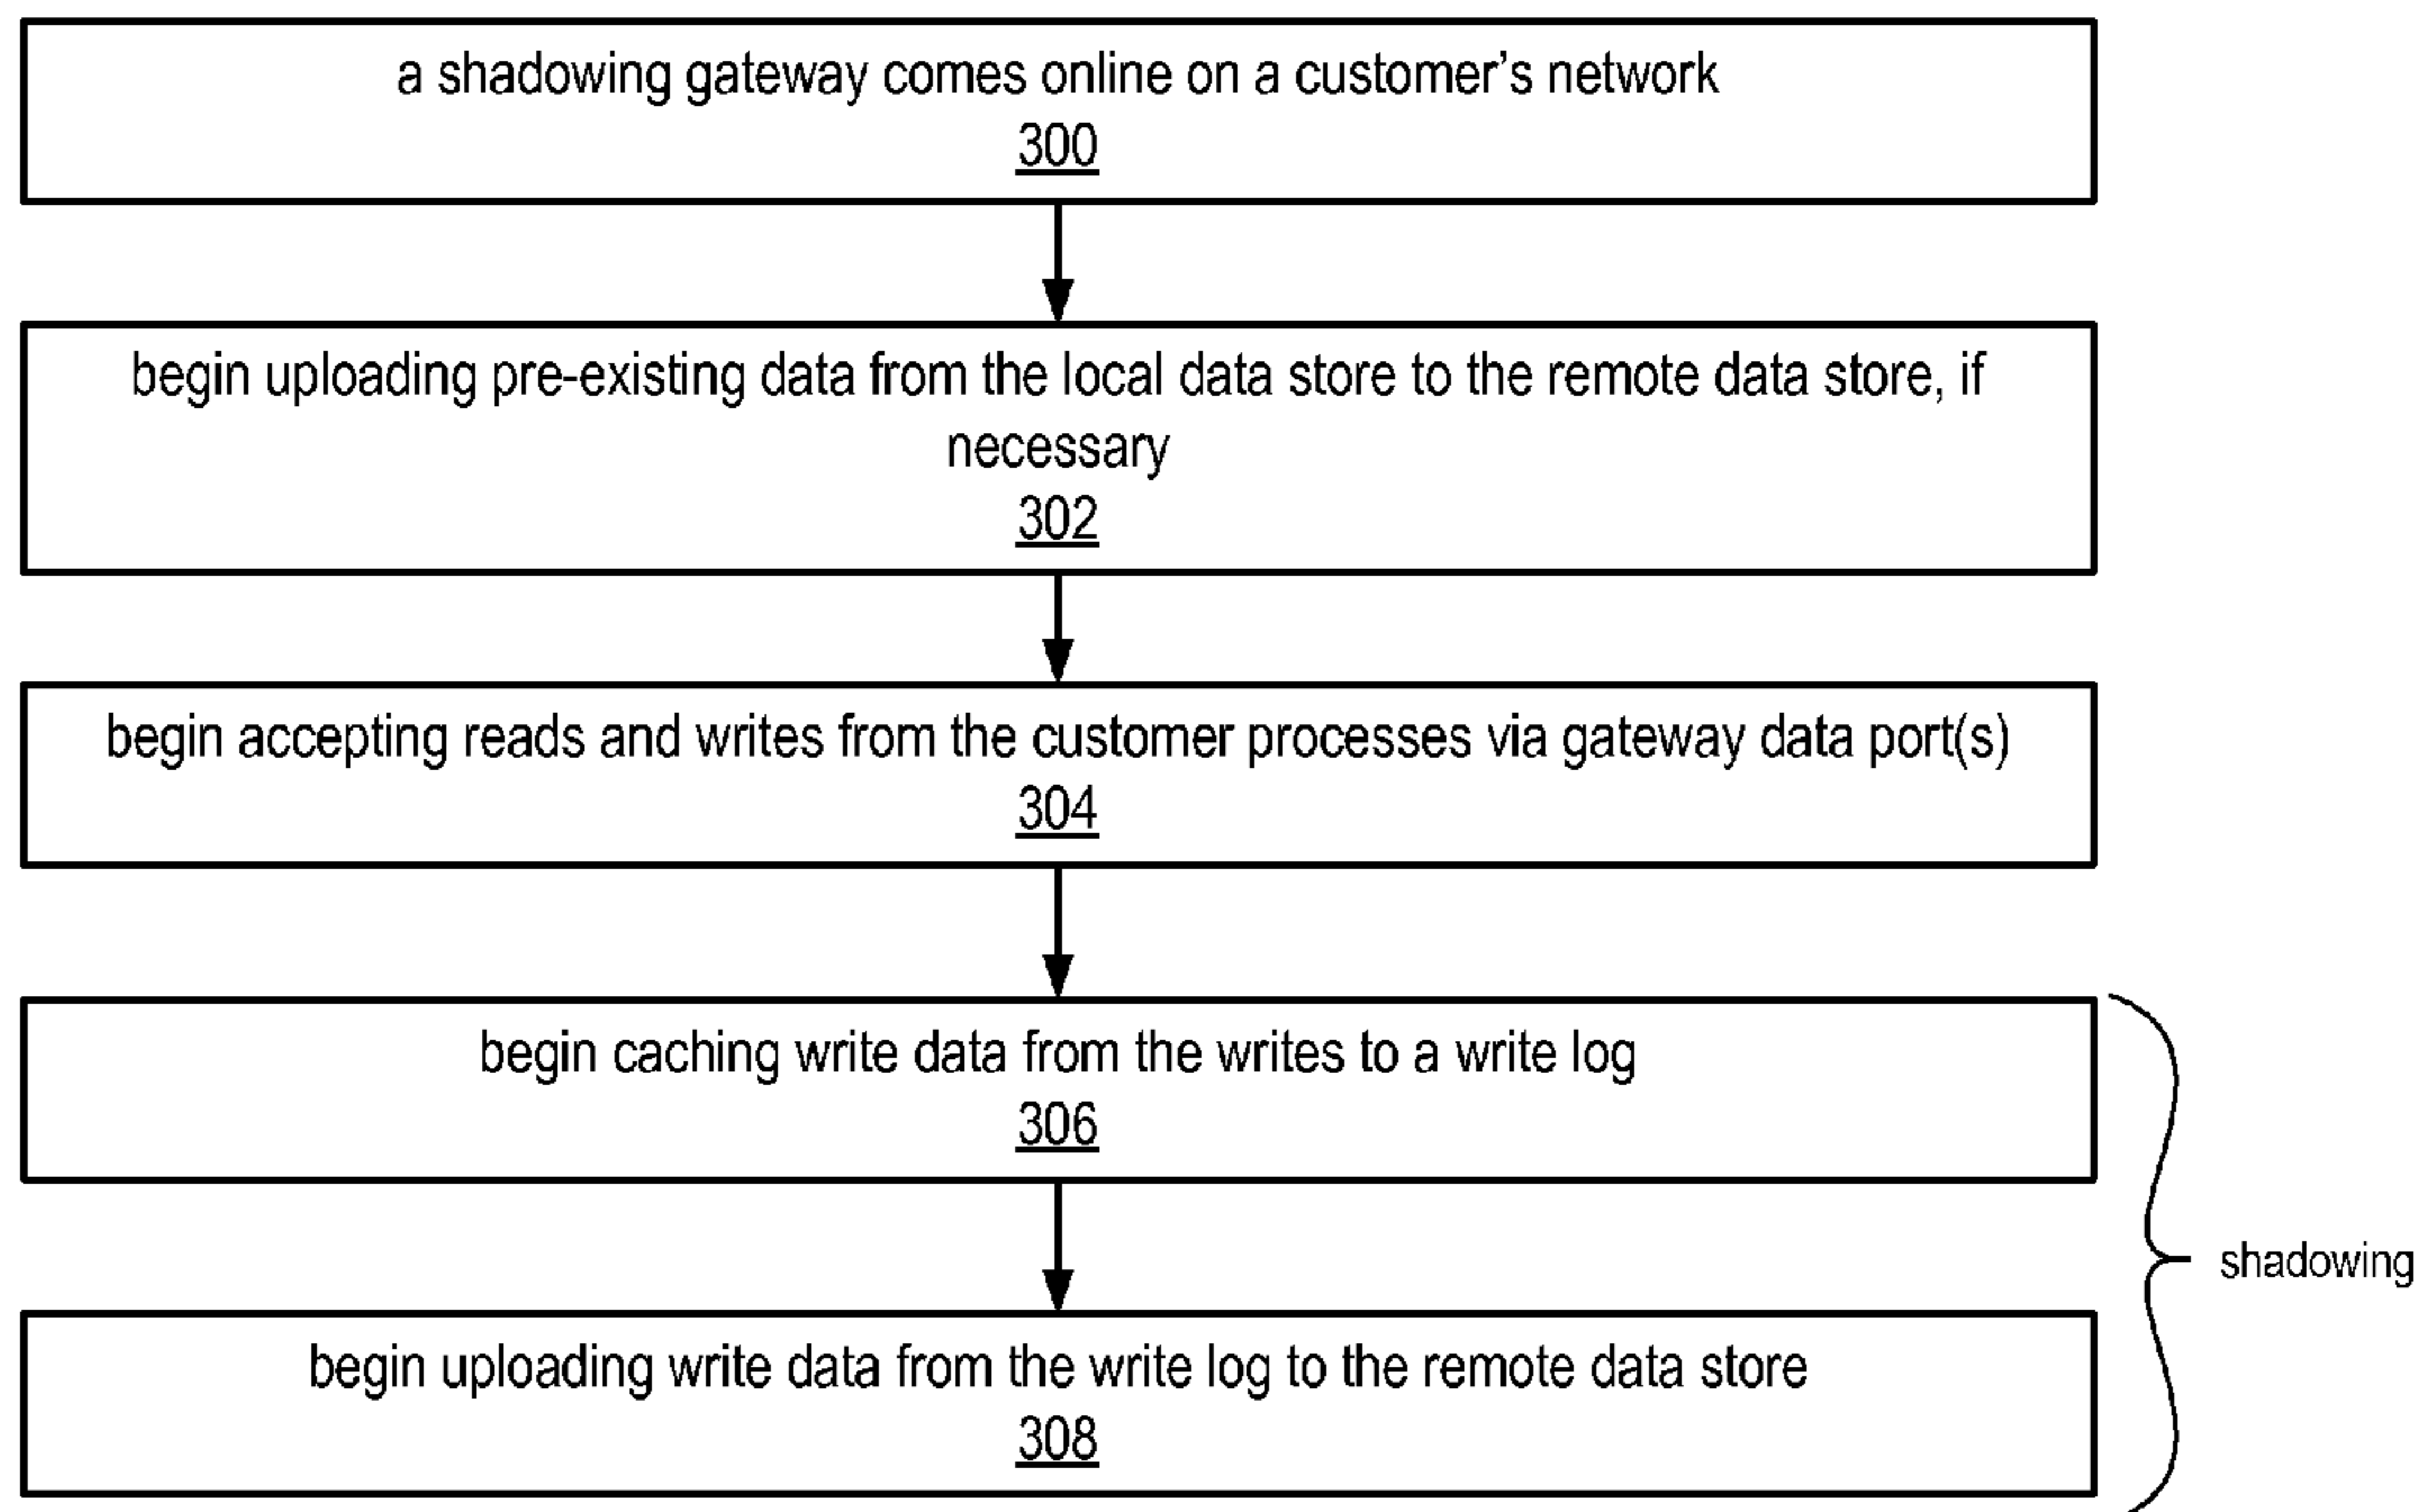 a shadowing gateway comes online on a customer's network
300
begin uploading pre-existing data from the local data store to the remote data store, if
necessary
302
begin accepting reads and writes from the customer processes via gateway data port(s)
304
begin caching write data from the writes to a write log
306
shadowing
begin uploading write data from the write log to the remote data store
308